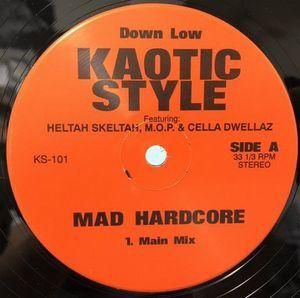 Down Low
KAOTIC
STYLE
Featuring:
HELTAH SKELTAH, M.O.P. & CELLA DWELLAZ
KS-101
SIDE A
33 1/3 RPM
STEREO
MAD HARDCORE
1. Main Mix